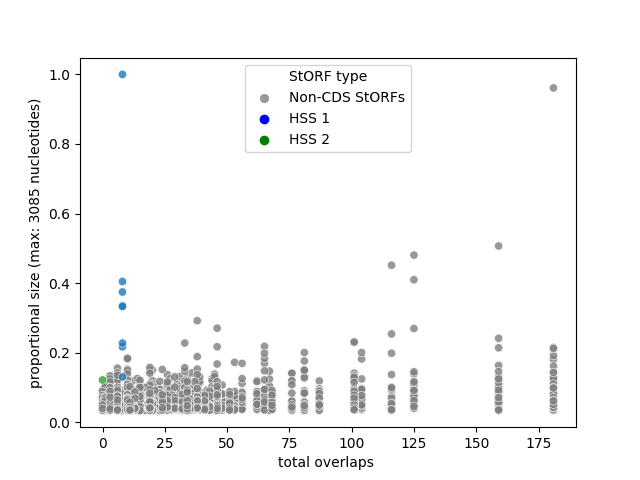 StORF type
Non-CDS StORFs
HSS 1
HSS 2
proportional size (max: 3085 nucleotides)
1.0
0.8
0.6
0.4
0.2
0.0
0 25 50 75 100 125 150 175
total overlaps